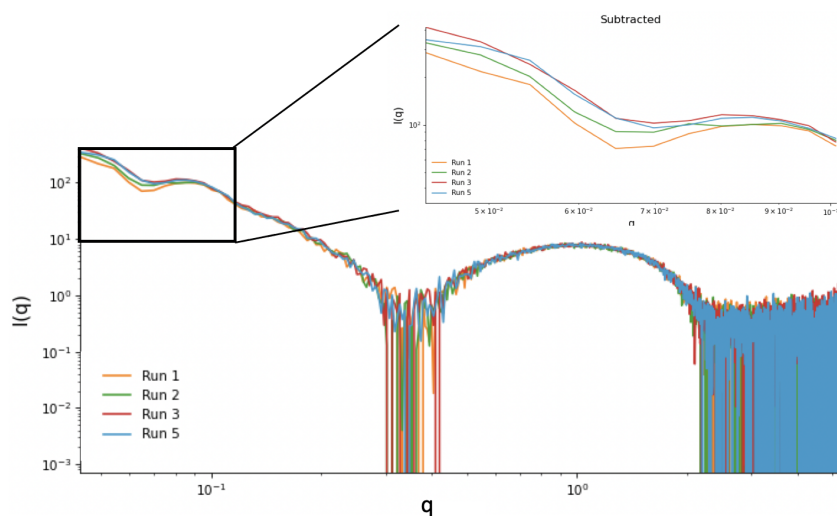 Subtracted
I(q)
10²
Run 1
Run 2
Run 3
Run 5
5 × 10⁻²
6 × 10⁻²
7 × 10⁻²
8 × 10⁻²
9 × 10⁻²
q
I(q)
10²
10¹
10⁰
10⁻¹
10⁻²
10⁻³
Run 1
Run 2
Run 3
Run 5
10⁻¹
10⁰
q